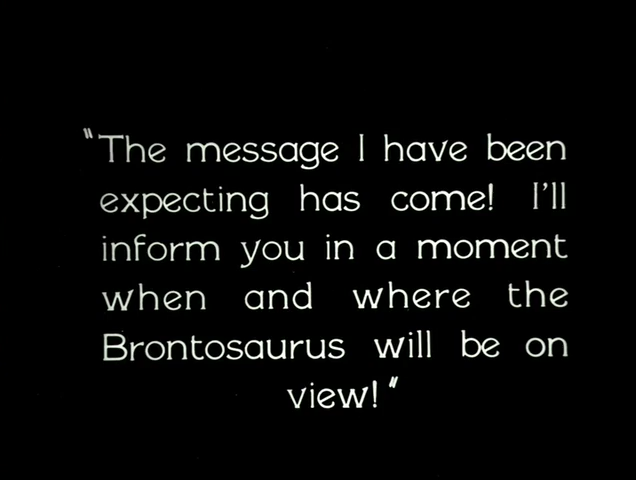 "The message I have been
expecting has come! I'll
inform you in a moment
when and where the
Brontosaurus will be on
view!"